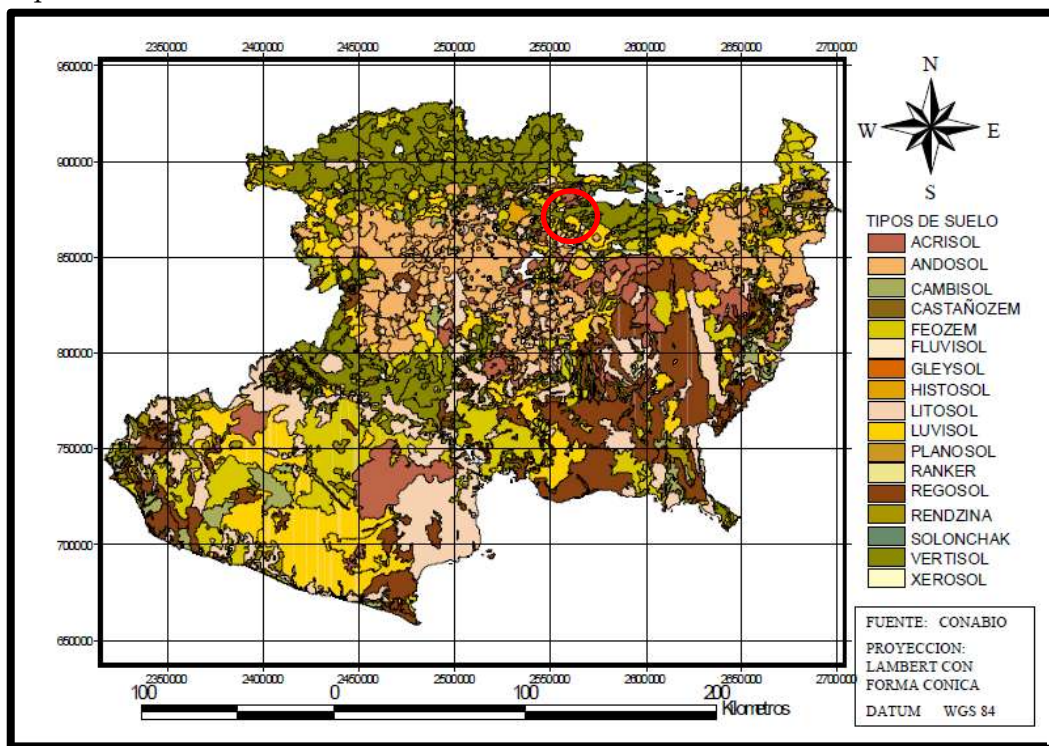 2350000 2400000 2450000 2500000 2550000 2600000 2650000 2700000
950000
900000
850000
800000
750000
700000
650000
2350000 2400000 2450000 2500000 2550000 2600000 2650000 2700000
100 0 100 200
Kilometros
N
W E
S
TIPOS DE SUELO
ACRISOL
ANDOSOL
CAMBISOL
CASTAÑOZEM
FEOZEM
FLUVISOL
GLEYSOL
HISTOSOL
LITOSOL
LUVISOL
PLANOSOL
RANKER
REGOSOL
RENDZINA
SOLONCHAK
VERTISOL
XEROSOL
FUENTE: CONABIO
PROYECCION:
LAMBERT CON
FORMA CONICA
DATUM WGS 84